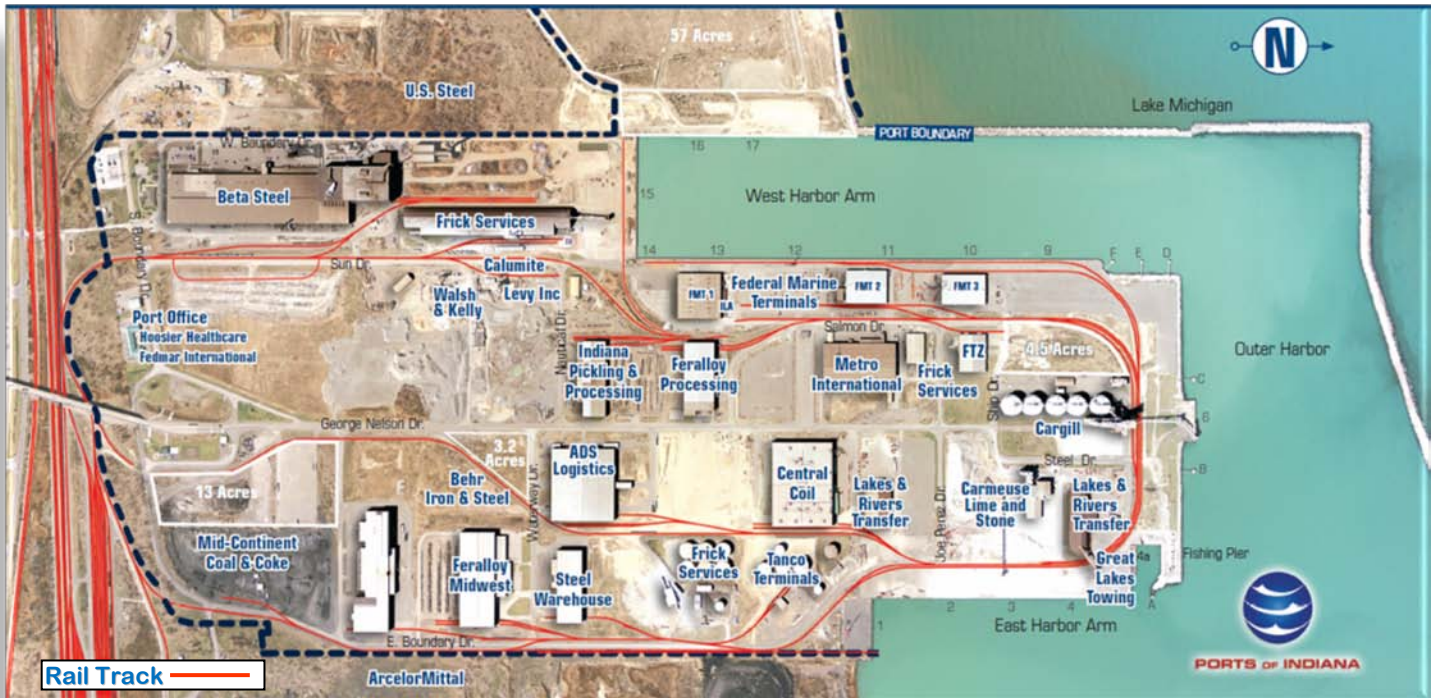 57 Acres
N
U.S. Steel
Lake Michigan
PORT BOUNDARY
W. Boundary Dr.
16
17
15
West Harbor Arm
Beta Steel
Frick Services
S. Boundary Dr.
14
13
12
11
10
9
F
E
D
Sun Dr.
Calumite
Walsh
& Kelly
Levy Inc
FMT 1
ILA
Federal Marine
Terminals
FMT 2
FMT 3
Port Office
Hoosler Healthcare
Fedmar International
Nautical Dr.
Salmon Dr.
Indiana
Pickling &
Processing
Feralloy
Processing
Metro
International
Frick
Services
FTZ
4.5 Acres
Outer Harbor
Ship Dr.
C
6
Cargill
George Nelson Dr.
3.2
Acres
ADS
Logistics
Central
Coil
Steel Dr.
B
Behr
Iron & Steel
Waterway Dr.
13 Acres
Lakes &
Rivers
Transfer
Joe Perez Dr.
Carmeuse
Lime and
Stone
Lakes &
Rivers
Transfer
Mid-Continent
Coal & Coke
Feralloy
Midwest
Steel
Warehouse
Frick
Services
Tanco
Terminals
4a
Fishing Pier
Great
Lakes
Towing
A
1
2
3
4
East Harbor Arm
E. Boundary Dr.
PORTS OF INDIANA
Rail Track
ArcelorMittal